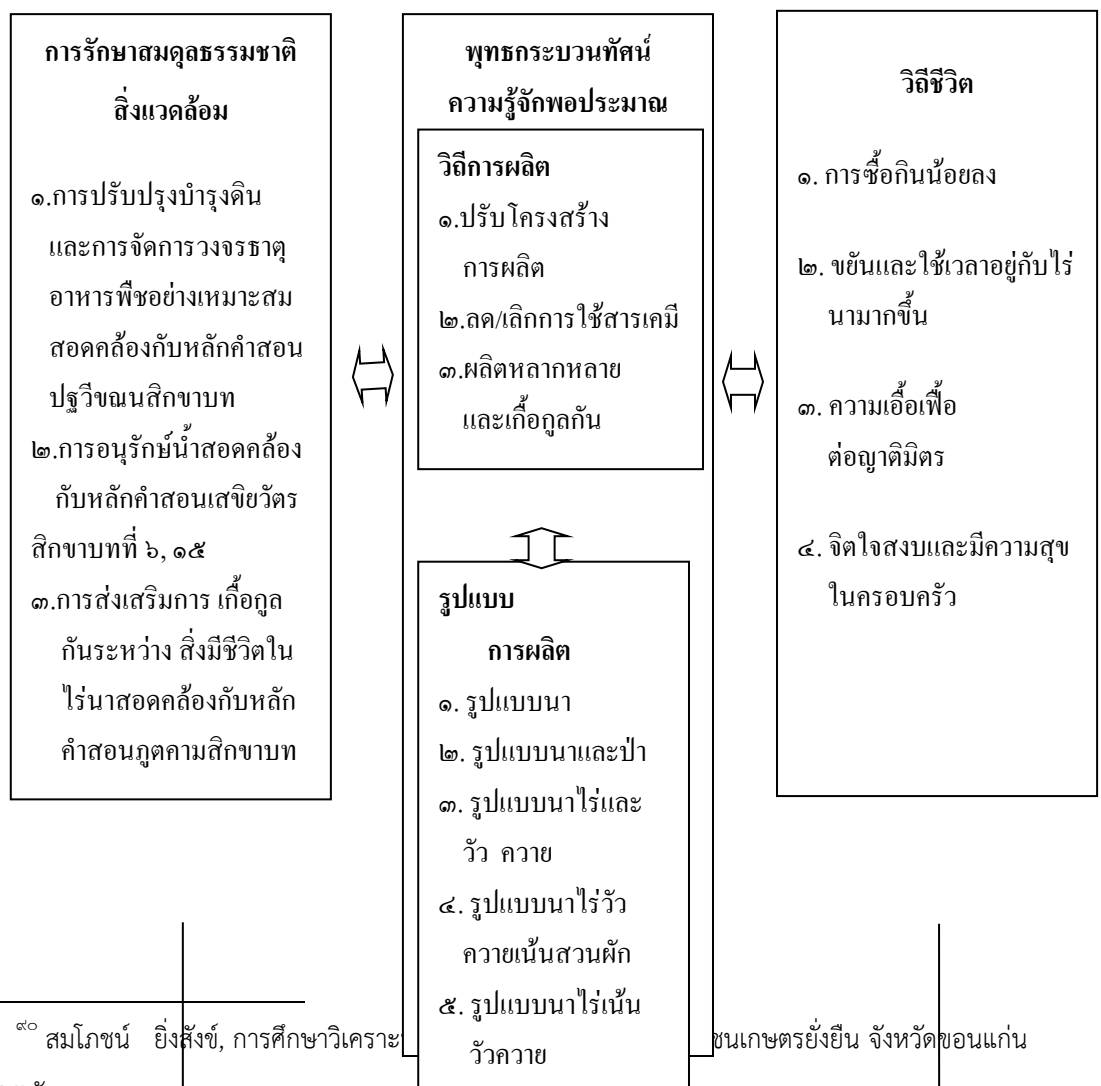 การรักษาสมดุลธรรมชาติ
สิ่งแวดล้อม
๑.การปรับปรุงบำรุงดิน
และการจัดการวงจรธาตุ
อาหารพืชอย่างเหมาะสม
สอดคล้องกับหลักคำสอน
ปฐวีขณนสิกขาบท
๒.การอนุรักษ์น้ำสอดคล้อง
กับหลักคำสอนเสขิยวัตร
สิกขาบทที่ ๖, ๑๕
๓.การส่งเสริมการ เกื้อกูล
กันระหว่าง สิ่งมีชีวิตใน
ไร่นาสอดคล้องกับหลัก
คำสอนภูตคามสิกขาบท
พุทธกระบวนทัศน์
ความรู้จักพอประมาณ
วิถีการผลิต
๑.ปรับโครงสร้าง
การผลิต
๒.ลด/เลิกการใช้สารเคมี
๓.ผลิตหลากหลาย
และเกื้อกูลกัน
รูปแบบ
การผลิต
๑. รูปแบบนา
๒. รูปแบบนาและป่า
๓. รูปแบบนาไร่และ
วัว ควาย
๔. รูปแบบนาไร่วัว
ควายเน้นสวนผัก
๕. รูปแบบนาไร่เน้น
วัวควาย
วิถีชีวิต
๑. การซื้อกินน้อยลง
๒. ขยันและใช้เวลาอยู่กับไร่
นามากขึ้น
๓. ความเอื้อเฟื้อ
ต่อญาติมิตร
๔. จิตใจสงบและมีความสุข
ในครอบครัว
๙๐ สมโภชน์ ยิ่งสังข์, การศึกษาวิเคราะ ชนเกษตรยั่งยืน จังหวัดขอนแก่น